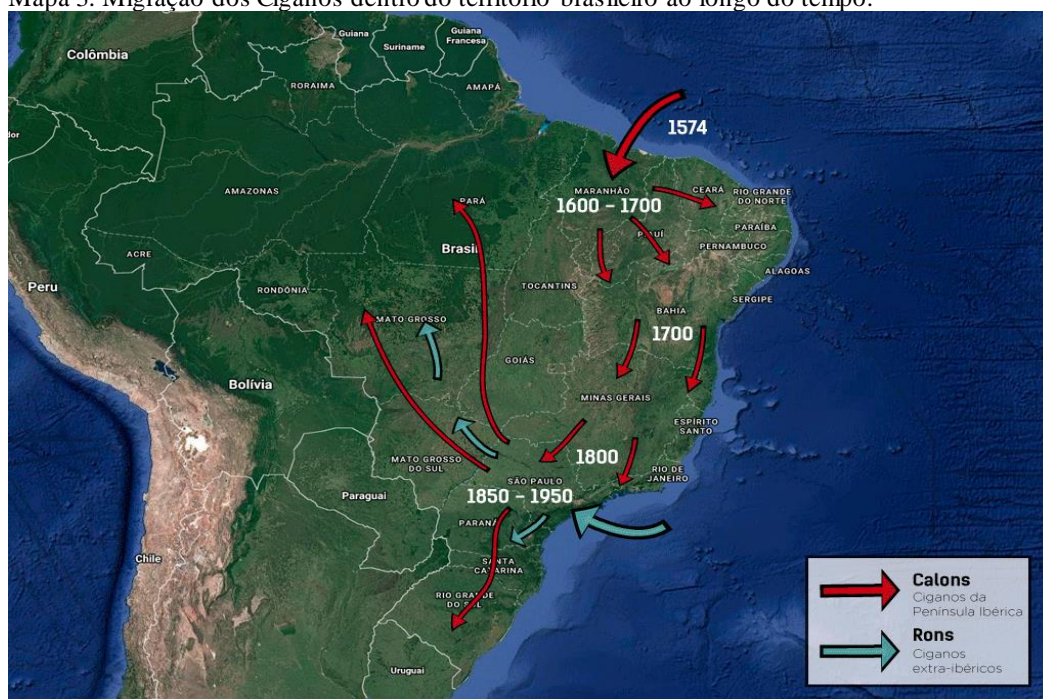 Mapa 3: Migração dos Ciganos dentro do território brasileiro ao longo do tempo.
Guiana
Suriname
Guiana
Francesa
Colômbia
RORAIMA
AMAPÁ
1574
dor
AMAZONAS
PARÁ
MARANHÃO
1600 – 1700
CEARÁ
RIO GRANDE
DO NORTE
PIAUÍ
PARAÍBA
PERNAMBUCO
Brasil
ACRE
ALAGOAS
Peru
RONDÔNIA
TOCANTINS
SERGIPE
MATO GROSSO
BAHIA
1700
GOIÁS
Bolívia
MINAS GERAIS
ESPÍRITO
SANTO
MATO GROSSO
DO SUL
1800
RIO DE
JANEIRO
SÃO PAULO
1850 – 1950
Paraguai
PARANÁ
Chile
SANTA
CATARINA
RIO GRANDE
DO SUL
Uruguai
Calons
Ciganos da
Península Ibérica
Rons
Ciganos
extra-ibéricos